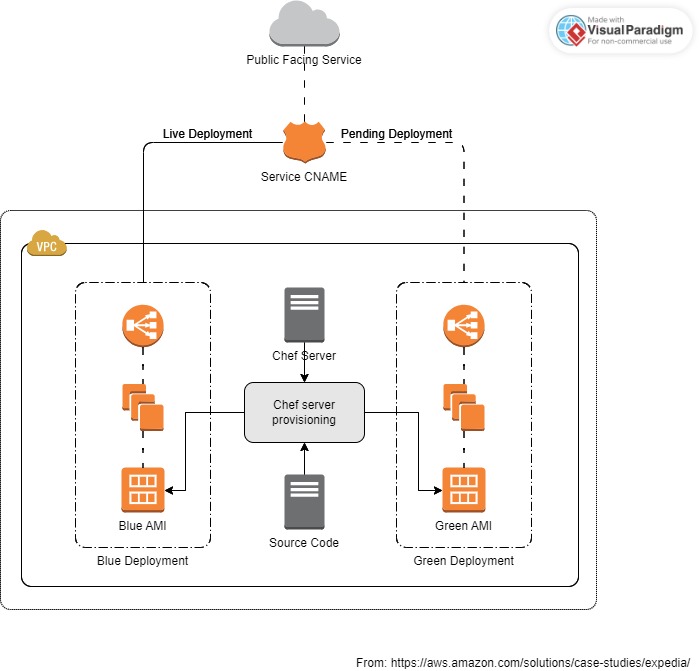 Made with
VisualParadigm
For non-commercial use
Public Facing Service
Live Deployment
Pending Deployment
Service CNAME
VPC
Chef Server
Chef server
provisioning
Blue AMI
Green AMI
Source Code
Blue Deployment
Green Deployment
From: https://aws.amazon.com/solutions/case-studies/expedia/